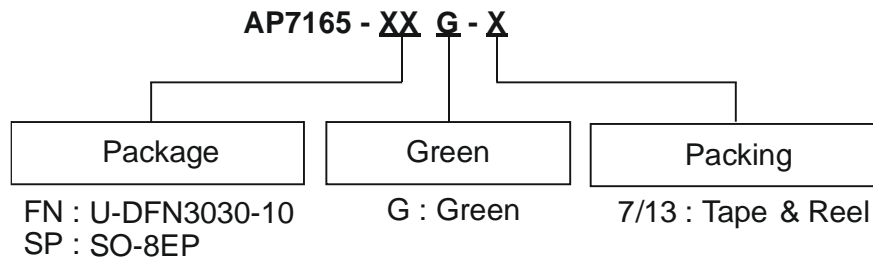 AP7165 - XX G - X
Package
Green
Packing
FN : U-DFN3030-10
SP : SO-8EP
G : Green
7/13 : Tape & Reel